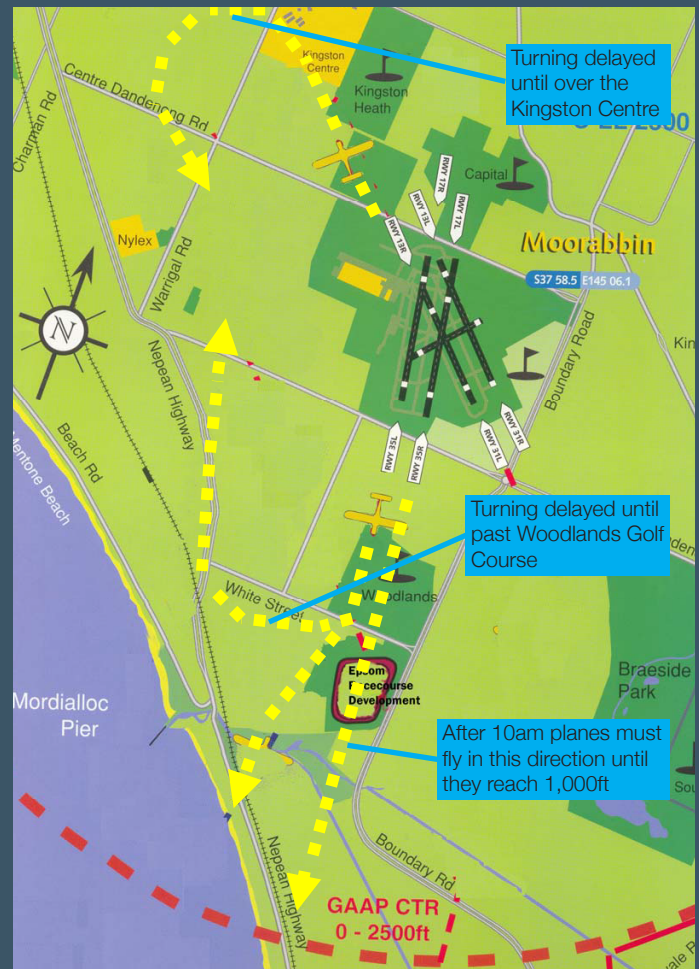 Kingston
Centre
Turning delayed
until over the
Kingston Centre
Kingston
Heath
Centre Dandenong Rd
Charman Rd
2500
Capital
RWY 17R
RWY 17L
RWY 13L
RWY 13R
Moorabbin
S37 58.5 E145 06.1
Nylex
Warrigal Rd
N
Boundary Road
Nepean Highway
Beach Rd
Mentone Beach
RWY 35L
RWY 35R
RWY 31L
RWY 31R
Turning delayed until
past Woodlands Golf
Course
White Street
Woodlands
Epsom
Racecourse
Development
Braeside
Park
Mordialloc
Pier
After 10am planes must
fly in this direction until
they reach 1,000ft
Boundary Rd
Nepean Highway
GAAP CTR
0 - 2500ft